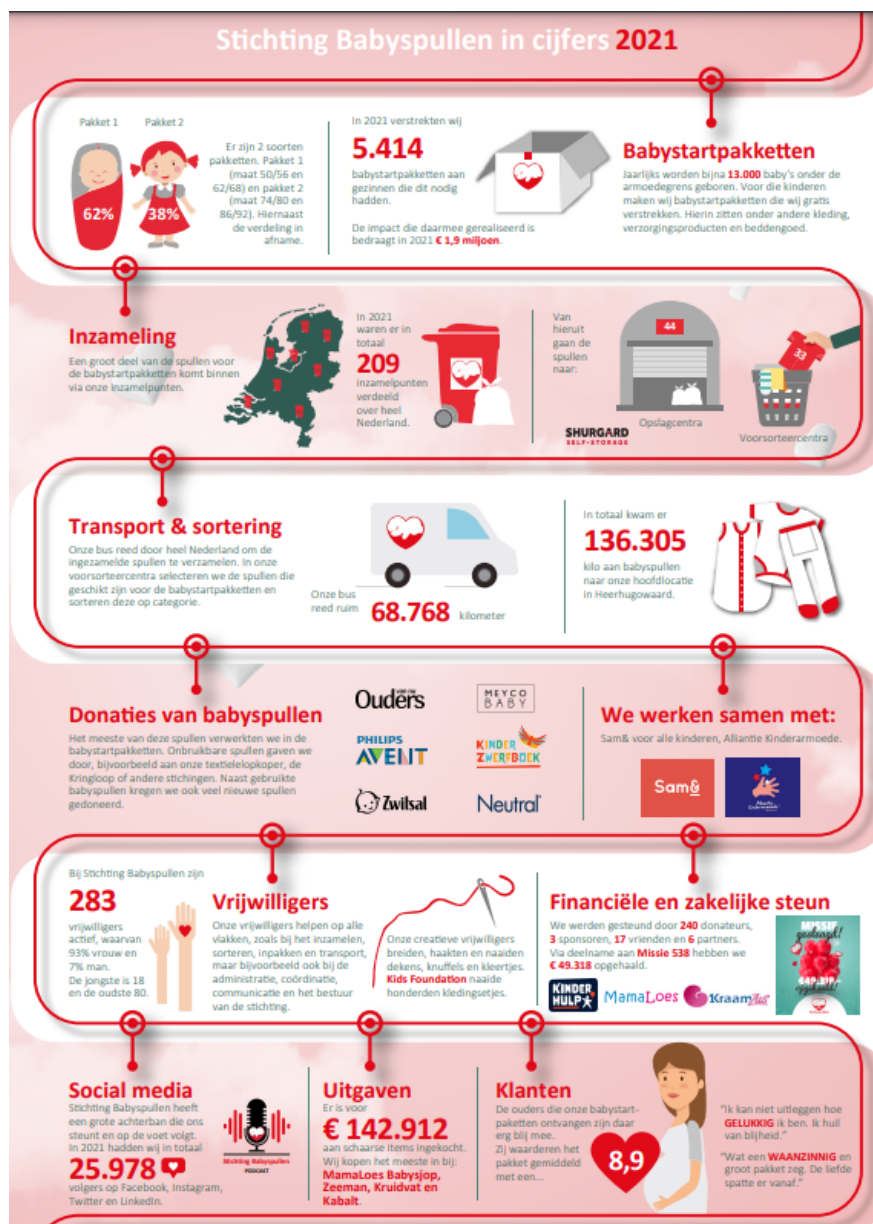 Stichting Babyspullen in cijfers 2021
Pakket 1
Pakket 2
62%
38%
Er zijn 2 soorten
pakketten. Pakket 1
(maat 50/56 en
62/68) en pakket 2
(maat 74/80 en
86/92). Hiernaast
de verdeling in
afname.
In 2021 verstrekten wij
5.414
babystartpakketten aan
gezinnen die dit nodig
hadden.
De impact die daarmee gerealiseerd is
bedraagt in 2021 € 1,9 miljoen.
Babystartpakketten
Jaarlijks worden bijna 13.000 baby's onder de
armoedegrens geboren. Voor die kinderen
maken wij babystartpakketten die wij gratis
verstrekken. Hierin zitten onder andere kleding,
verzorgingsproducten en beddengoed.
Inzameling
Een groot deel van de spullen voor
de babystartpakketten komt binnen
via onze inzamelpunten.
In 2021
waren er in
totaal
209
inzamelpunten
verdeeld
over heel
Nederland.
Van
hieruit
gaan de
spullen
naar:
SHURGARD
SELF-STORAGE
44
Opslagcentra
33
Voorsorteercentra
Transport & sortering
Onze bus reed door heel Nederland om de
ingezamelde spullen te verzamelen. In onze
voorsorteercentra selecteren we de spullen die
geschikt zijn voor de babystartpakketten en
sorteren deze op categorie.
Onze bus
reed ruim
68.768 kilometer
In totaal kwam er
136.305
kilo aan babyspullen
naar onze hoofdlocatie
in Heerhugowaard.
Donaties van babyspullen
Het meeste van deze spullen verwerkten we in de
babystartpakketten. Onbruikbare spullen gaven we
door, bijvoorbeeld aan onze textielelopkoper, de
Kringloop of andere stichingen. Naast gebruikte
babyspullen kregen we ook veel nieuwe spullen
gedoneerd.
Ouders
MEYCO
BABY
PHILIPS
AVENT
KINDER
ZWERFBOEK
Zwitsal
Neutral
We werken samen met:
Sam& voor alle kinderen, Alliantie Kinderarmoede.
Sam&
Bij Stichting Babyspullen zijn
283
vrijwilligers
actief, waarvan
93% vrouw en
7% man.
De jongste is 18
en de oudste 80.
Vrijwilligers
Onze vrijwilligers helpen op alle
vlakken, zoals bij het inzamelen,
sorteren, inpakken en transport,
maar bijvoorbeeld ook bij de
administratie, coördinatie,
communicatie en het bestuur
van de stichting.
Onze creatieve vrijwilligers
breiden, haakten en naaiden
dekens, knuffels en kleertjes.
Kids Foundation naaide
honderden kledingsetjes.
Financiële en zakelijke steun
We werden gesteund door 240 donateurs,
3 sponsoren, 17 vrienden en 6 partners.
Via deelname aan Missie 538 hebben we
€ 49.318 opgehaald.
KINDER
HULP
MamaLoes
Kraamzus
MISSIE
geslaagd!
€49.318
opgehaald!
Social media
Stichting Babyspullen heeft
een grote achterban die ons
steunt en op de voet volgt.
In 2021 hadden wij in totaal
25.978
volgers op Facebook, Instagram,
Twitter en LinkedIn.
Stichting Babyspullen
PODCAST
Uitgaven
Er is voor
€ 142.912
aan schaarse items ingekocht.
Wij kopen het meeste in bij:
MamaLoes Babysjop,
Zeeman, Kruidvat en
Kabalt.
Klanten
De ouders die onze babystart-
paketten ontvangen zijn daar
erg blij mee.
Zij waarderen het
pakket gemiddeld
met een...
8,9
"Ik kan niet uitleggen hoe
GELUKKIG ik ben. Ik huil
van blijheid."
"Wat een WAANZINNIG en
groot pakket zeg. De liefde
spatte er vanaf."